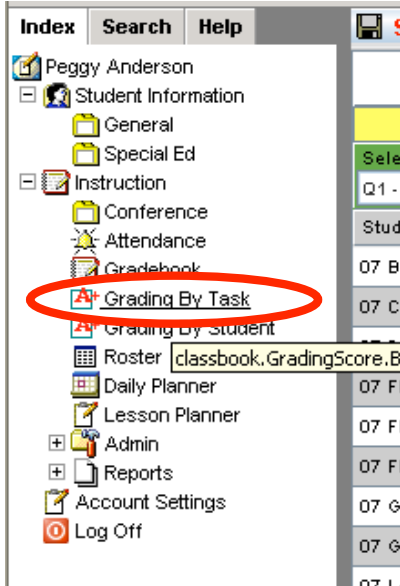 Index Search Help
S
Peggy Anderson
Student Information
General
Sele
Special Ed
Q1 -
Instruction
Stud
Conference
Attendance
07 B
Gradebook
A+ Grading By Task
07 C
A+ Grading By Student
Roster
classbook.GradingScore.B
Daily Planner
07 F
Lesson Planner
07 F
Admin
07 F
Reports
Account Settings
07 G
Log Off
07 G